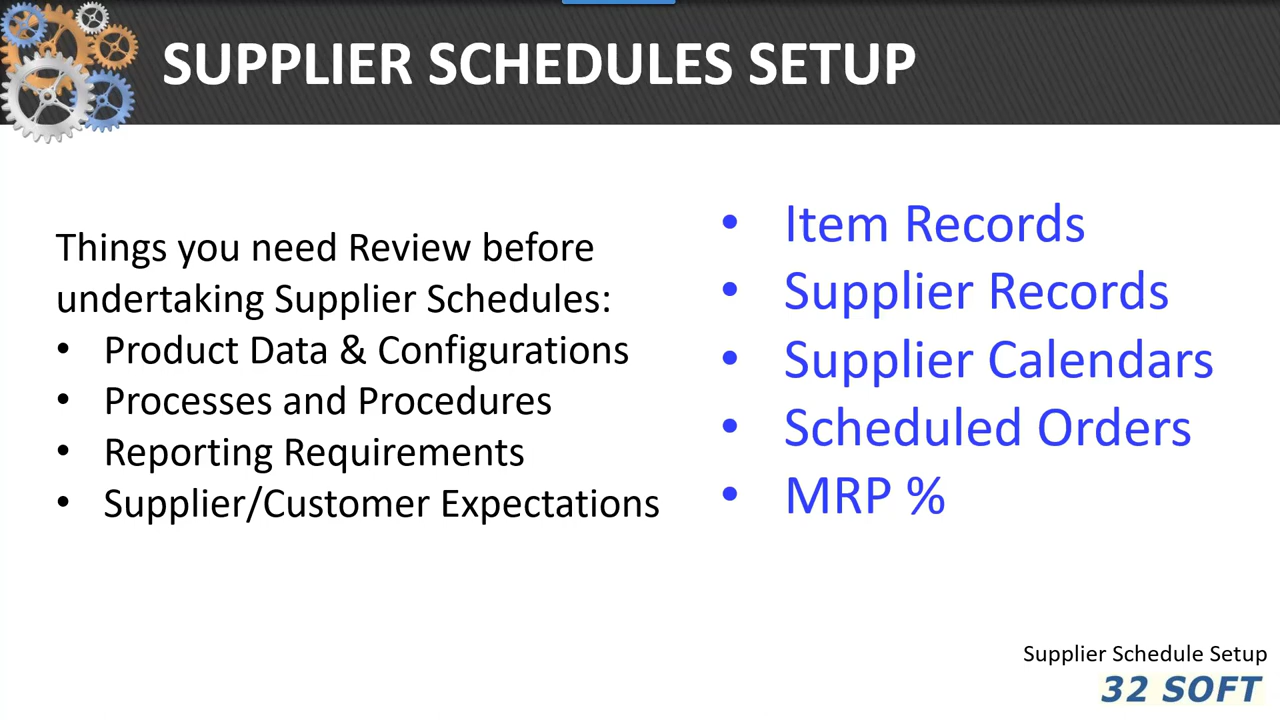 SUPPLIER SCHEDULES SETUP
Things you need Review before
undertaking Supplier Schedules:
• Product Data & Configurations
• Processes and Procedures
• Reporting Requirements
• Supplier/Customer Expectations
• Item Records
• Supplier Records
• Supplier Calendars
• Scheduled Orders
• MRP %
Supplier Schedule Setup
32 SOFT